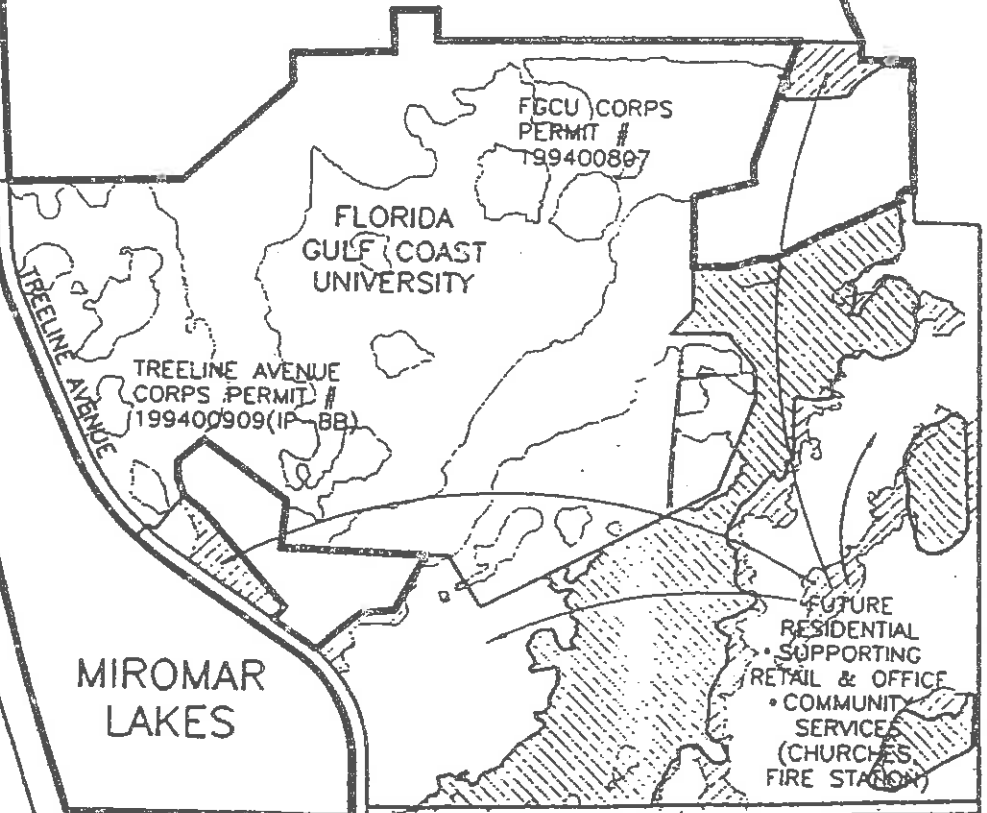 FGCU CORPS
PERMIT #
199400807
FLORIDA
GULF COAST
UNIVERSITY
TREELINE AVENUE
TREELINE AVENUE
CORPS PERMIT #
199400909(IP-BB)
MIROMAR
LAKES
FUTURE
RESIDENTIAL
• SUPPORTING
RETAIL & OFFICE
• COMMUNITY
SERVICES
(CHURCHES,
FIRE STATION)